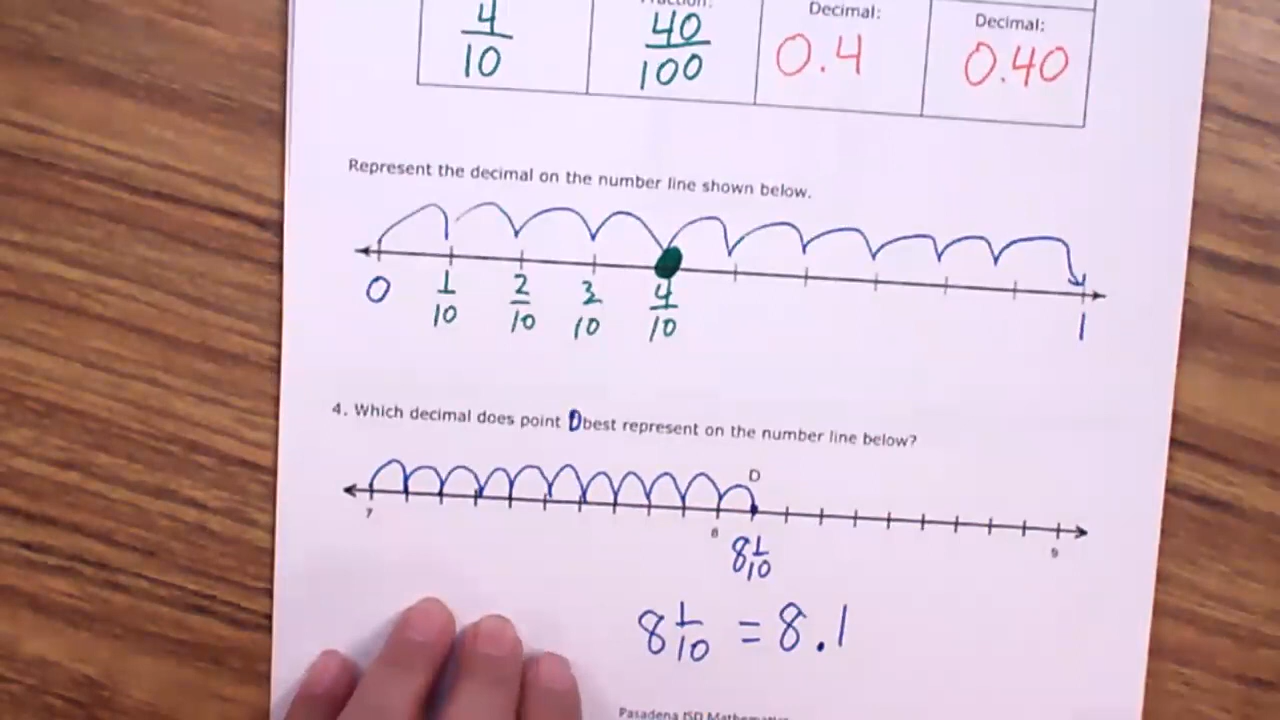 4/10 40/100 Decimal: 0.4 Decimal: 0.40
Represent the decimal on the number line shown below.
0 1/10 2/10 3/10 4/10 1
4. Which decimal does point D best represent on the number line below?
D
7 8 8 1/10 9
8 1/10 = 8.1
Pasadena ISD Mathematics